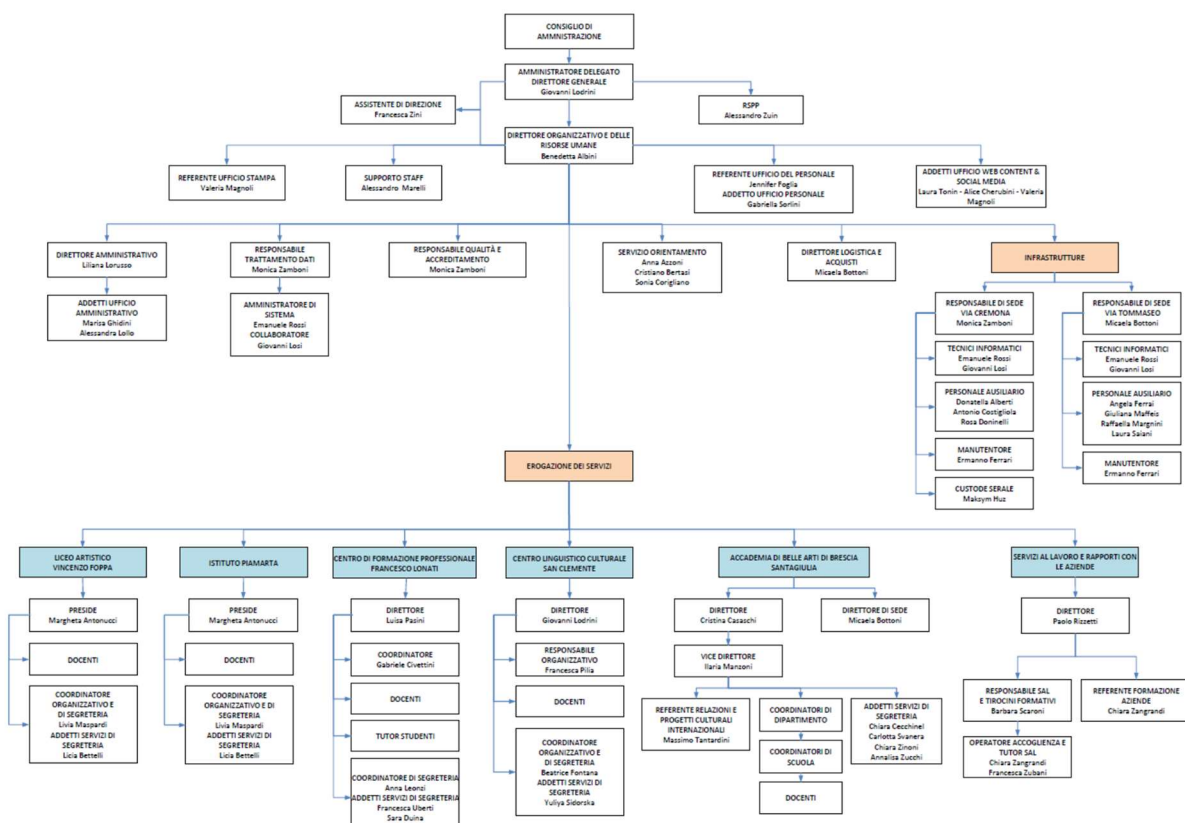 CONSIGLIO DI
AMMINISTRAZIONE
AMMINISTRATORE DELEGATO
DIRETTORE GENERALE
Giovanni Lodrini
ASSISTENTE DI DIREZIONE
Francesca Zini
RSPP
Alessandro Zuin
DIRETTORE ORGANIZZATIVO E DELLE
RISORSE UMANE
Benedetta Albini
REFERENTE UFFICIO STAMPA
Valeria Magnoli
SUPPORTO STAFF
Alessandro Marelli
REFERENTE UFFICIO DEL PERSONALE
Jennifer Foglia
ADDETTO UFFICIO PERSONALE
Gabriella Sorlini
ADDETTI UFFICIO WEB CONTENT &
SOCIAL MEDIA
Laura Tonin - Alice Cherubini - Valeria
Magnoli
DIRETTORE AMMINISTRATIVO
Liliana Lorusso
RESPONSABILE
TRATTAMENTO DATI
Monica Zamboni
RESPONSABILE QUALITÀ E
ACCREDITAMENTO
Monica Zamboni
SERVIZIO ORIENTAMENTO
Anna Azzoni
Cristiano Bertasi
Sonia Corigliano
DIRETTORE LOGISTICA E
ACQUISTI
Micaela Bottoni
INFRASTRUTTURE
ADDETTI UFFICIO
AMMINISTRATIVO
Marisa Ghidini
Alessandra Lollo
AMMINISTRATORE DI
SISTEMA
Emanuele Rossi
COLLABORATORE
Giovanni Losi
RESPONSABILE DI SEDE
VIA CREMONA
Monica Zamboni
RESPONSABILE DI SEDE
VIA TOMMASEO
Micaela Bottoni
TECNICI INFORMATICI
Emanuele Rossi
Giovanni Losi
TECNICI INFORMATICI
Emanuele Rossi
Giovanni Losi
PERSONALE AUSILIARIO
Donatella Alberti
Antonio Costigliola
Rosa Doninelli
PERSONALE AUSILIARIO
Angela Ferrai
Giuliana Maffeis
Raffaella Margnini
Laura Saiani
MANUTENTORE
Ermanno Ferrari
MANUTENTORE
Ermanno Ferrari
CUSTODE SERALE
Maksym Huz
EROGAZIONE DEI SERVIZI
LICEO ARTISTICO
VINCENZO FOPPA
ISTITUTO PIAMARTA
CENTRO DI FORMAZIONE PROFESSIONALE
FRANCESCO LONATI
CENTRO LINGUISTICO CULTURALE
SAN CLEMENTE
ACCADEMIA DI BELLE ARTI DI BRESCIA
SANTAGIULIA
SERVIZI AL LAVORO E RAPPORTI CON
LE AZIENDE
PRESIDE
Margheta Antonucci
PRESIDE
Margheta Antonucci
DIRETTORE
Luisa Pasini
DIRETTORE
Giovanni Lodrini
DIRETTORE
Cristina Casaschi
DIRETTORE DI SEDE
Micaela Bottoni
DIRETTORE
Paolo Rizzetti
DOCENTI
DOCENTI
COORDINATORE
Gabriele Civettini
RESPONSABILE
ORGANIZZATIVO
Francesca Pilia
VICE DIRETTORE
Ilaria Manzoni
COORDINATORE
ORGANIZZATIVO E
DI SEGRETERIA
Livia Maspardi
ADDETTI SERVIZI DI
SEGRETERIA
Licia Bettelli
COORDINATORE
ORGANIZZATIVO E DI
SEGRETERIA
Livia Maspardi
ADDETTI SERVIZI DI
SEGRETERIA
Licia Bettelli
DOCENTI
DOCENTI
REFERENTE RELAZIONI E
PROGETTI CULTURALI
INTERNAZIONALI
Massimo Tantardini
COORDINATORI DI
DIPARTIMENTO
ADDETTI SERVIZI DI
SEGRETERIA
Chiara Cecchinel
Carlotta Svanera
Chiara Zinoni
Annalisa Zucchi
RESPONSABILE SAL
E TIROCINI FORMATIVI
Barbara Scaroni
REFERENTE FORMAZIONE
AZIENDE
Chiara Zangrandi
TUTOR STUDENTI
COORDINATORI DI
SCUOLA
OPERATORE ACCOGLIENZA E
TUTOR SAL
Chiara Zangrandi
Francesca Zubani
COORDINATORE DI SEGRETERIA
Anna Leonzi
ADDETTI SERVIZI DI SEGRETERIA
Francesca Uberti
Sara Duina
COORDINATORE
ORGANIZZATIVO E
DI SEGRETERIA
Beatrice Fontana
ADDETTI SERVIZI DI
SEGRETERIA
Yuliya Sidorska
DOCENTI